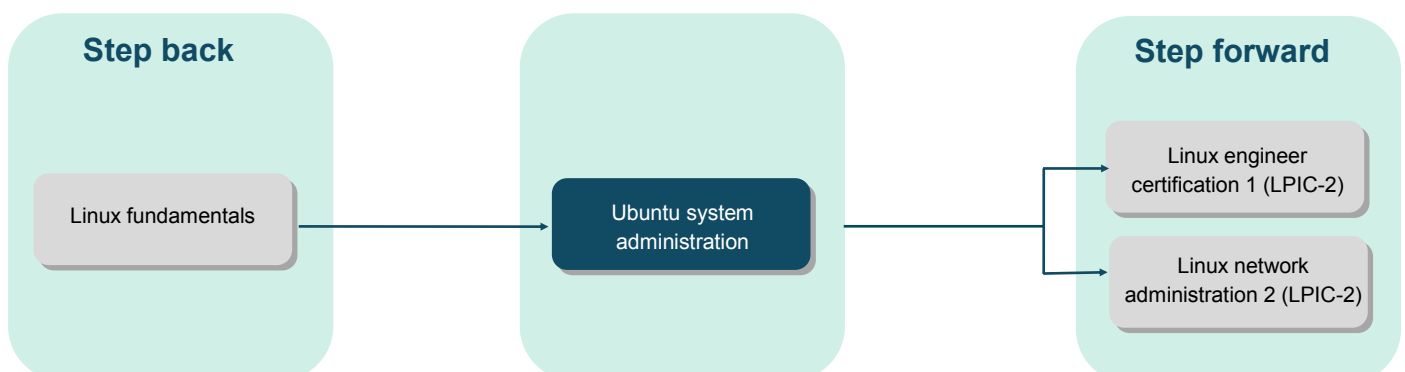 Step back
Linux fundamentals
Ubuntu system
administration
Step forward
Linux engineer
certification 1 (LPIC-2)
Linux network
administration 2 (LPIC-2)